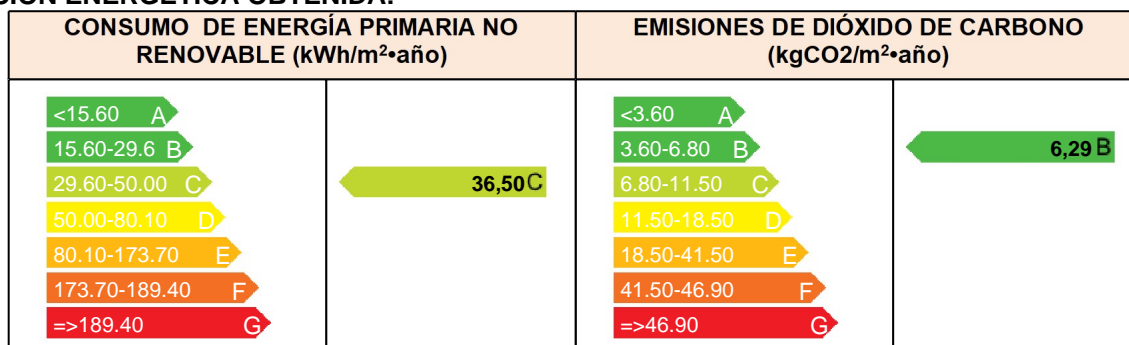 CONSUMO DE ENERGÍA PRIMARIA NO
RENOVABLE (kWh/m²•año)
<15.60 A
15.60-29.6 B
29.60-50.00 C
50.00-80.10 D
80.10-173.70 E
173.70-189.40 F
=>189.40 G
36,50 C
EMISIONES DE DIÓXIDO DE CARBONO
(kgCO2/m²•año)
<3.60 A
3.60-6.80 B
6.80-11.50 C
11.50-18.50 D
18.50-41.50 E
41.50-46.90 F
=>46.90 G
6,29 B